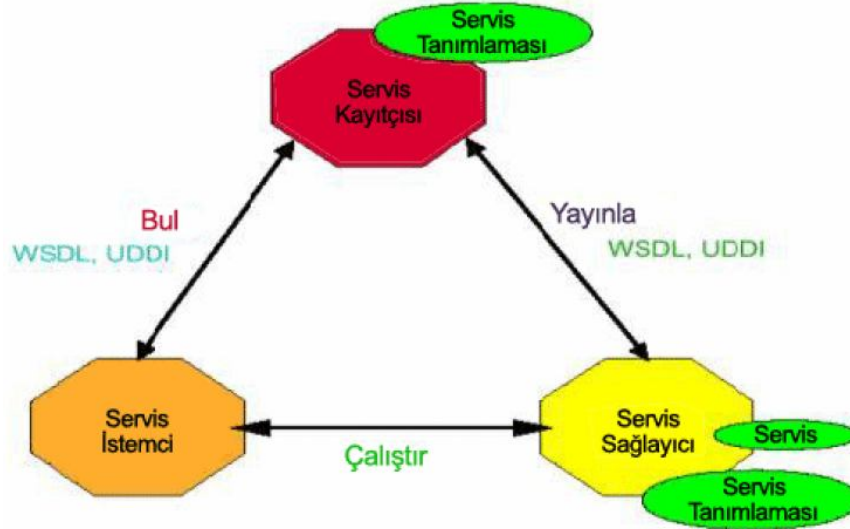 Servis
Tanımlaması
Servis
Kayıtçısı
Bul
WSDL, UDDI
Yayınla
WSDL, UDDI
Servis
İstemci
Çalıştır
Servis
Sağlayıcı
Servis
Servis
Tanımlaması